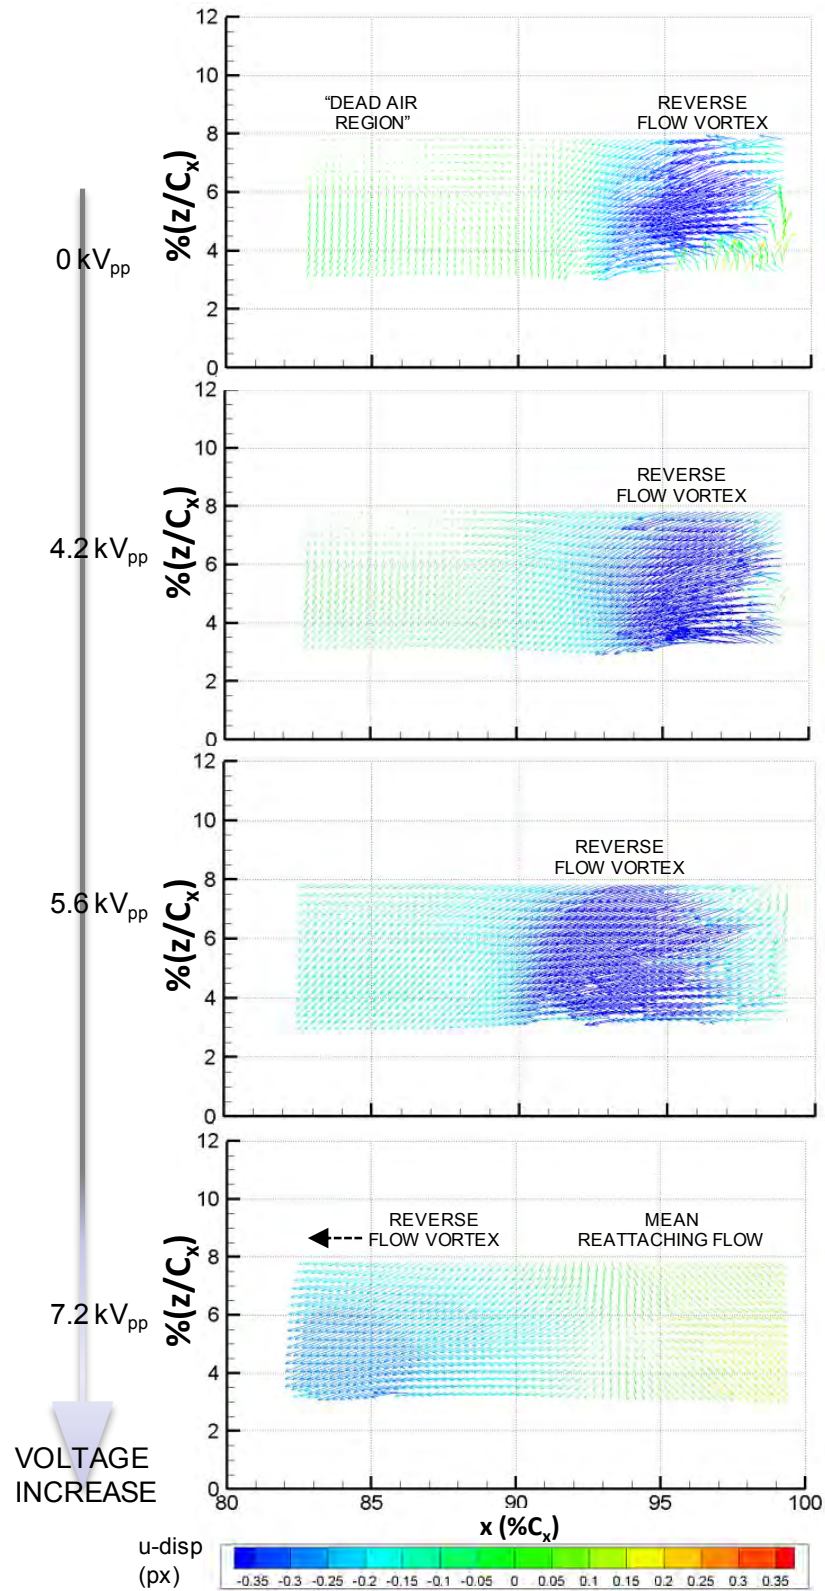 12
10
8
6
4
2
0
%(z/Cx)
"DEAD AIR
REGION"
REVERSE
FLOW VORTEX
0 kVpp
12
10
8
6
4
2
0
%(z/Cx)
REVERSE
FLOW VORTEX
4.2 kVpp
12
10
8
6
4
2
0
%(z/Cx)
REVERSE
FLOW VORTEX
5.6 kVpp
12
10
8
6
4
2
0
%(z/Cx)
REVERSE
FLOW VORTEX
MEAN
REATTACHING FLOW
7.2 kVpp
VOLTAGE
INCREASE
80 85 90 95 100
x (%Cx)
u-disp
(px)
-0.35 -0.3 -0.25 -0.2 -0.15 -0.1 -0.05 0 0.05 0.1 0.15 0.2 0.25 0.3 0.35